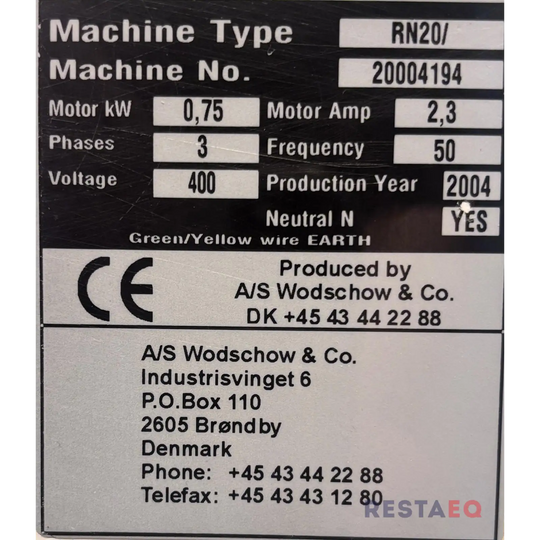 Machine Type RN20/
Machine No. 20004194
Motor kW 0,75 Motor Amp 2,3
Phases 3 Frequency 50
Voltage 400 Production Year 2004
Neutral N YES
Green/Yellow wire EARTH
CE Produced by
A/S Wodschow & Co.
DK +45 43 44 22 88
A/S Wodschow & Co.
Industrisvinget 6
P.O.Box 110
2605 Brøndby
Denmark
Phone: +45 43 44 22 88
Telefax: +45 43 43 12 80
RESTAEQ